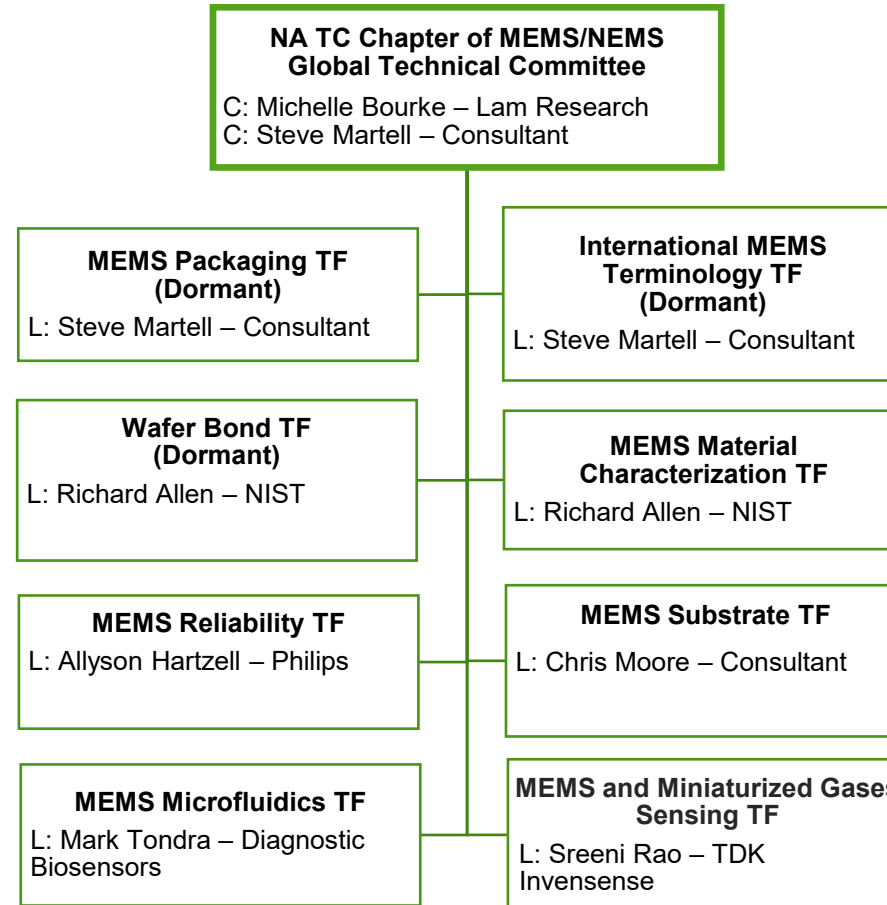 NA TC Chapter of MEMS/NEMS
Global Technical Committee
C: Michelle Bourke – Lam Research
C: Steve Martell – Consultant
MEMS Packaging TF
(Dormant)
L: Steve Martell – Consultant
International MEMS
Terminology TF
(Dormant)
L: Steve Martell – Consultant
Wafer Bond TF
(Dormant)
L: Richard Allen – NIST
MEMS Material
Characterization TF
L: Richard Allen – NIST
MEMS Reliability TF
L: Allyson Hartzell – Philips
MEMS Substrate TF
L: Chris Moore – Consultant
MEMS Microfluidics TF
L: Mark Tondra – Diagnostic
Biosensors
MEMS and Miniaturized Gases
Sensing TF
L: Sreeni Rao – TDK
Invensense